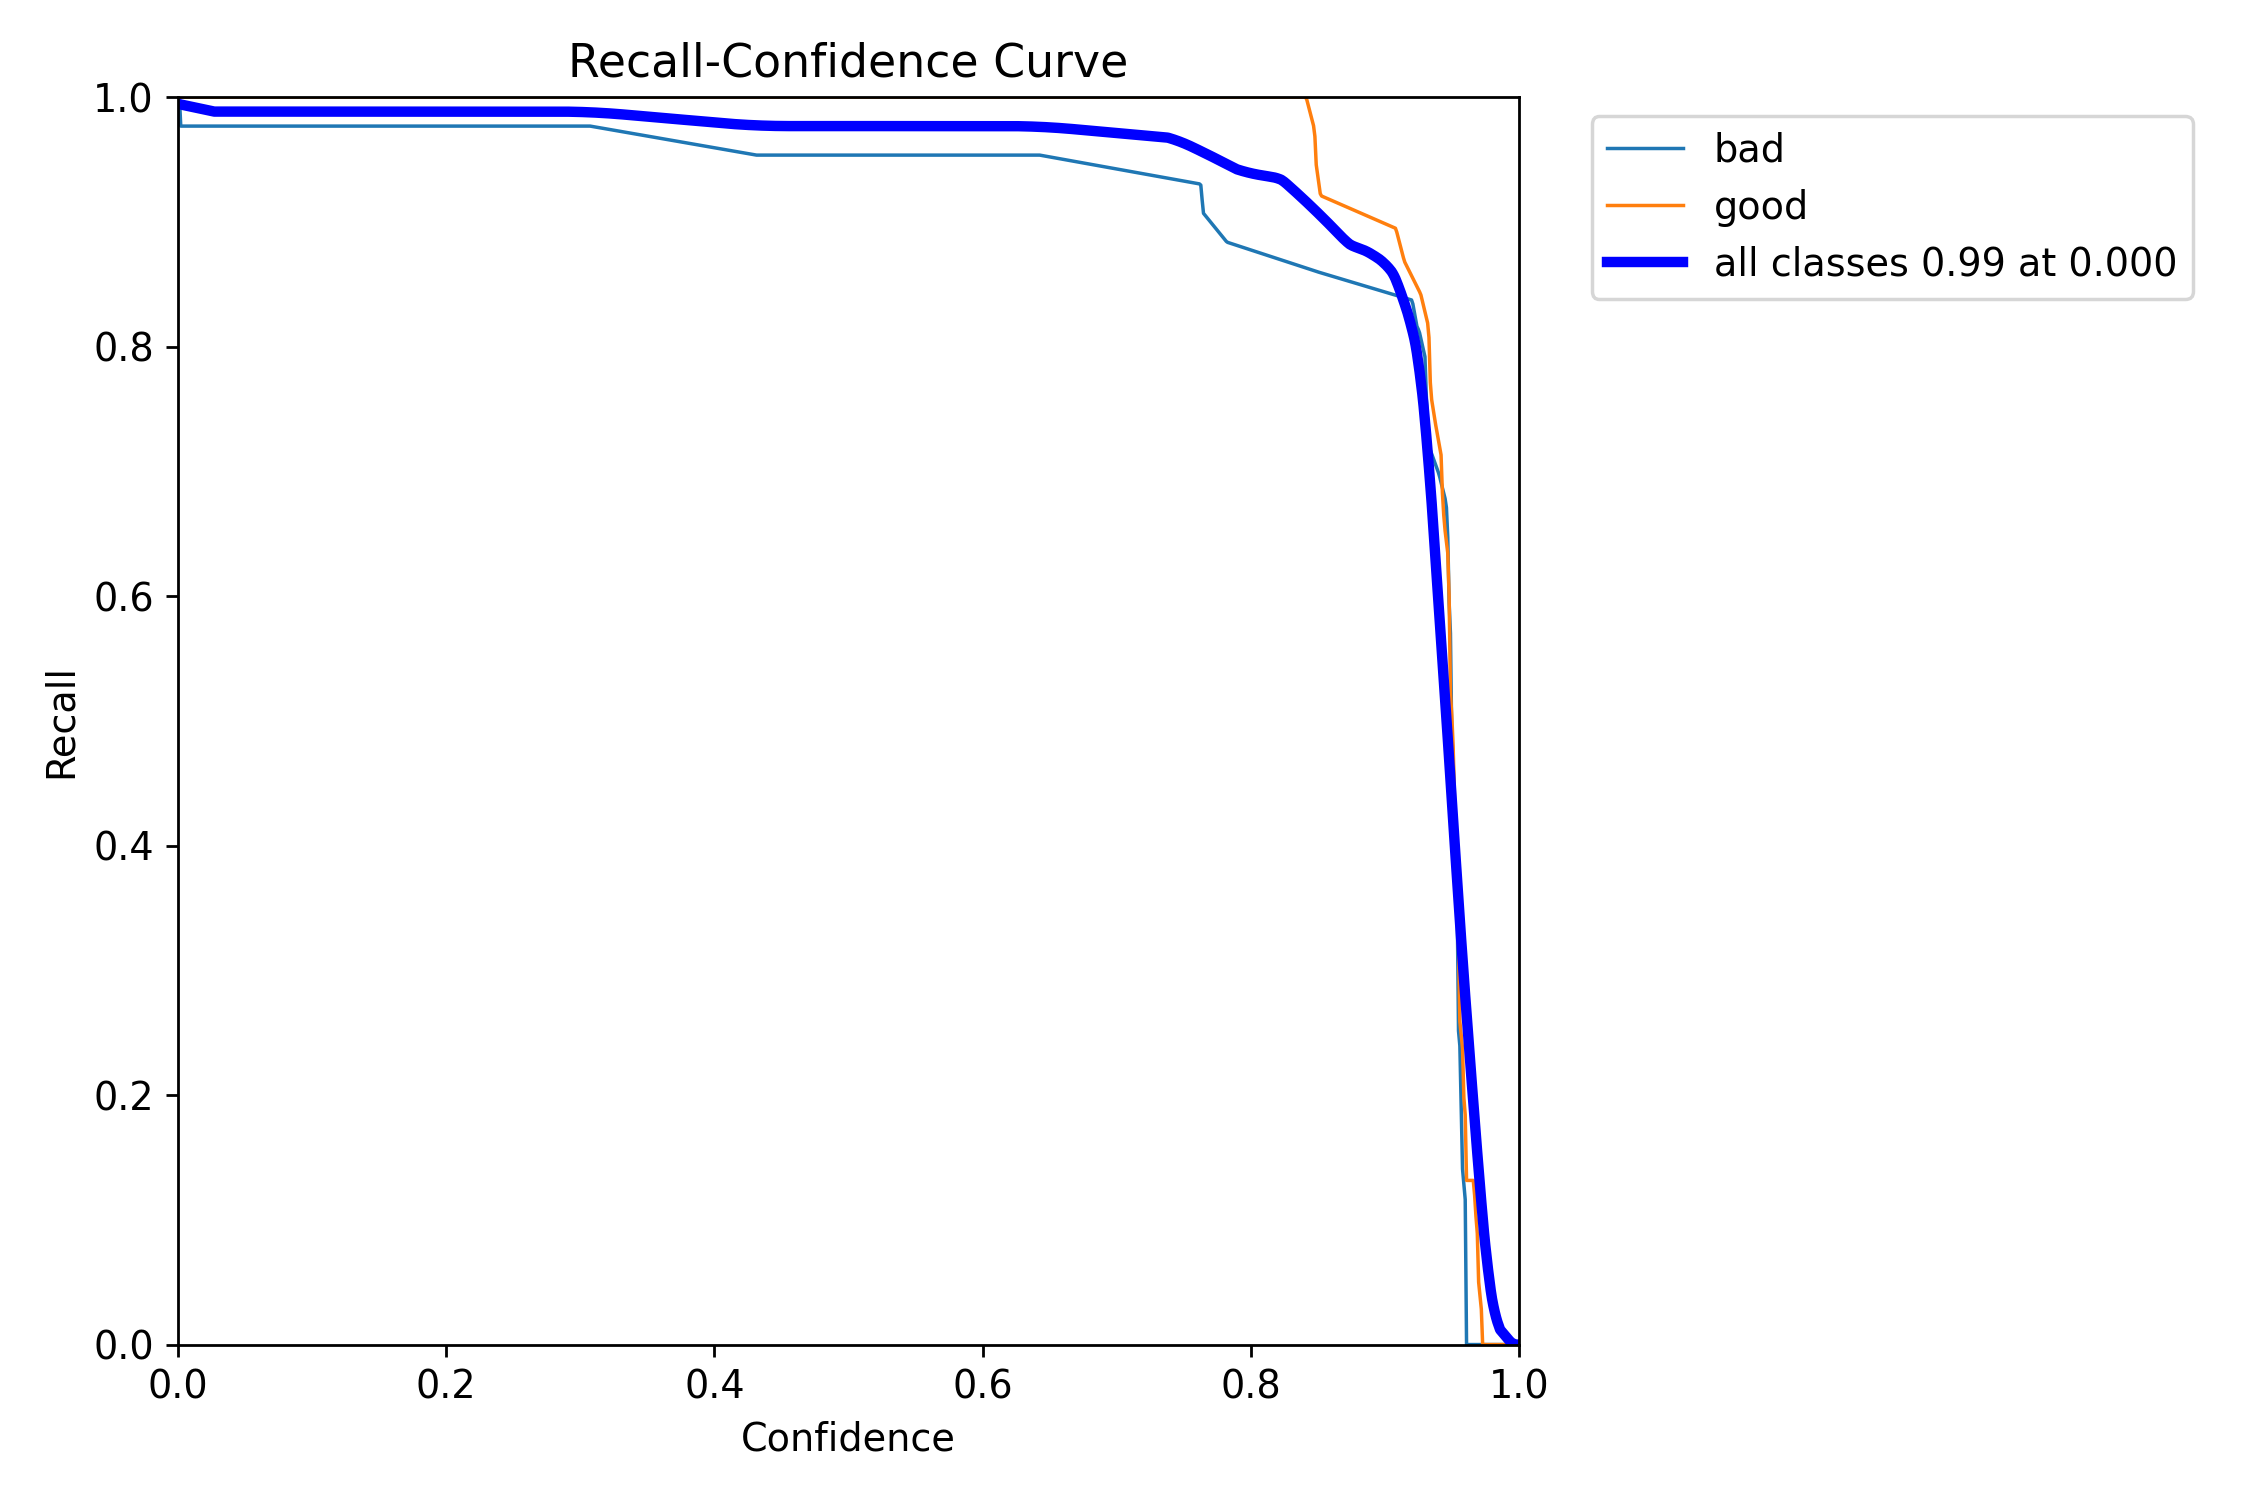 Recall-Confidence Curve
1.0
0.8
0.6
0.4
0.2
0.0
Recall
0.0 0.2 0.4 0.6 0.8 1.0
Confidence
bad
good
all classes 0.99 at 0.000